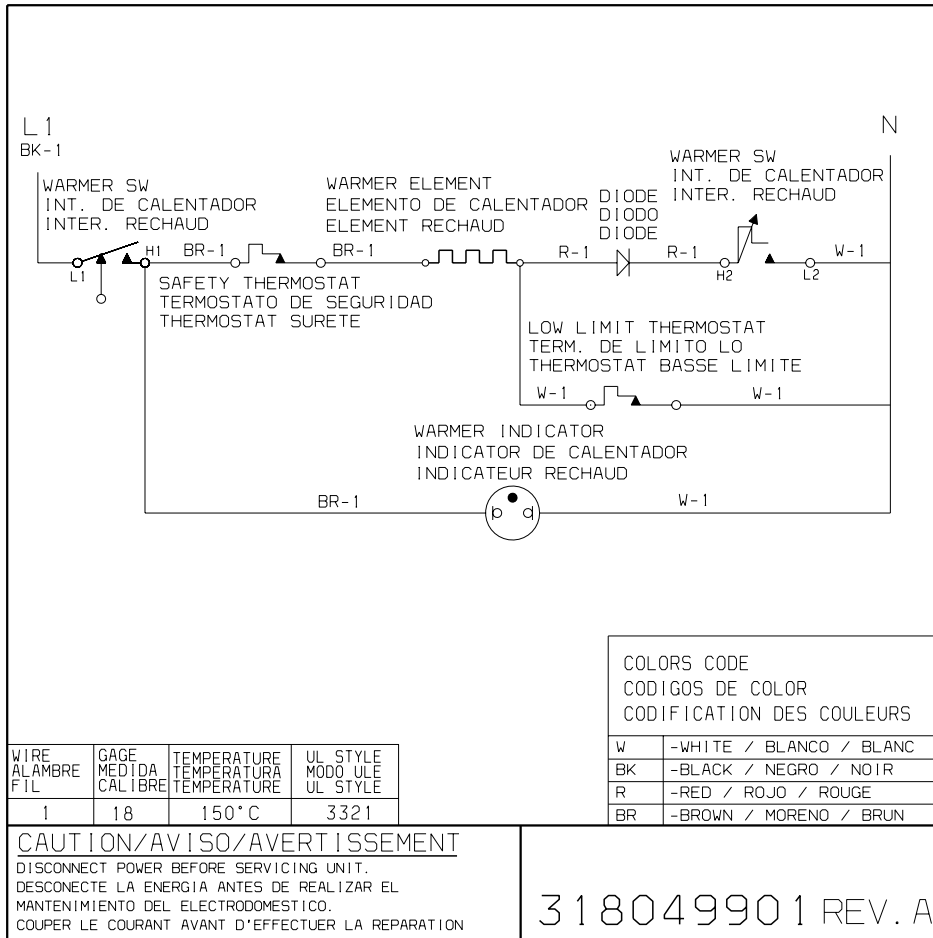 L1
BK-1
N
WARMER SW
INT. DE CALENTADOR
INTER. RECHAUD
WARMER ELEMENT
ELEMENTO DE CALENTADOR
ELEMENT RECHAUD
DIODE
DIODO
DIODE
WARMER SW
INT. DE CALENTADOR
INTER. RECHAUD
L1
H1
BR-1
BR-1
R-1
R-1
H2
L2
W-1
SAFETY THERMOSTAT
TERMOSTATO DE SEGURIDAD
THERMOSTAT SURETE
LOW LIMIT THERMOSTAT
TERM. DE LIMITO LO
THERMOSTAT BASSE LIMITE
W-1
W-1
WARMER INDICATOR
INDICATOR DE CALENTADOR
INDICATEUR RECHAUD
BR-1
W-1
COLORS CODE
CODIGOS DE COLOR
CODIFICATION DES COULEURS
W -WHITE / BLANCO / BLANC
BK -BLACK / NEGRO / NOIR
R -RED / ROJO / ROUGE
BR -BROWN / MORENO / BRUN
WIRE GAGE TEMPERATURE UL STYLE
ALAMBRE MEDIDA TEMPERATURA MODO ULE
FIL CALIBRE TEMPERATURE UL STYLE
1 18 150°C 3321
CAUTION/AVISO/AVERTISSEMENT
DISCONNECT POWER BEFORE SERVICING UNIT.
DESCONECTE LA ENERGIA ANTES DE REALIZAR EL
MANTENIMIENTO DEL ELECTRODOMESTICO.
COUPER LE COURANT AVANT D'EFFECTUER LA REPARATION
318049901 REV. A